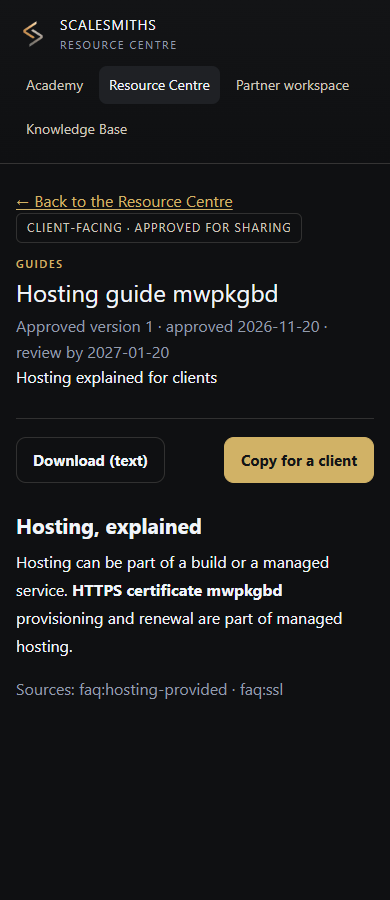 SCALESMITHS
RESOURCE CENTRE
Academy
Resource Centre
Partner workspace
Knowledge Base
← Back to the Resource Centre
CLIENT-FACING · APPROVED FOR SHARING
GUIDES
Hosting guide mwpkgbd
Approved version 1 · approved 2026-11-20 ·
review by 2027-01-20
Hosting explained for clients
Download (text)
Copy for a client
Hosting, explained
Hosting can be part of a build or a managed
service. HTTPS certificate mwpkgbd
provisioning and renewal are part of managed
hosting.
Sources: faq:hosting-provided · faq:ssl